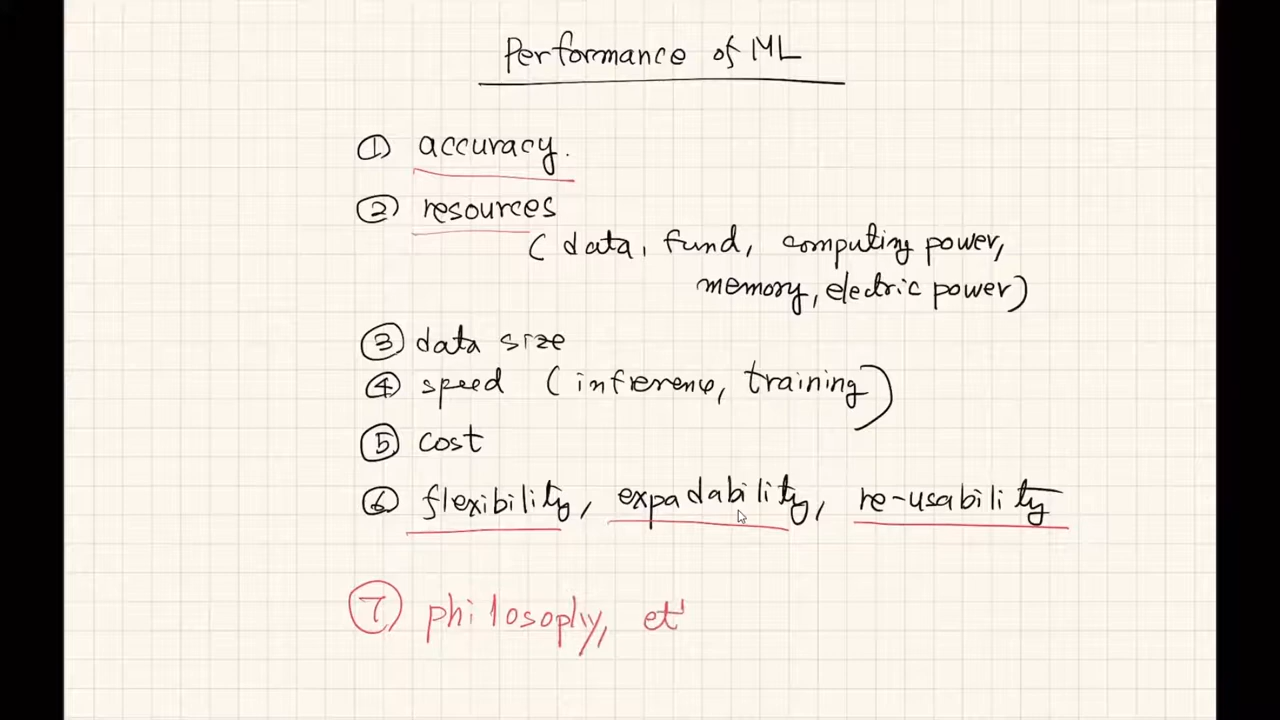 Performance of ML
① accuracy.
② resources
( data, fund, computing power,
memory, electric power)
③ data size
④ speed ( inference, training)
⑤ cost
⑥ flexibility, expadability, re-usability
⑦ philosophy, et